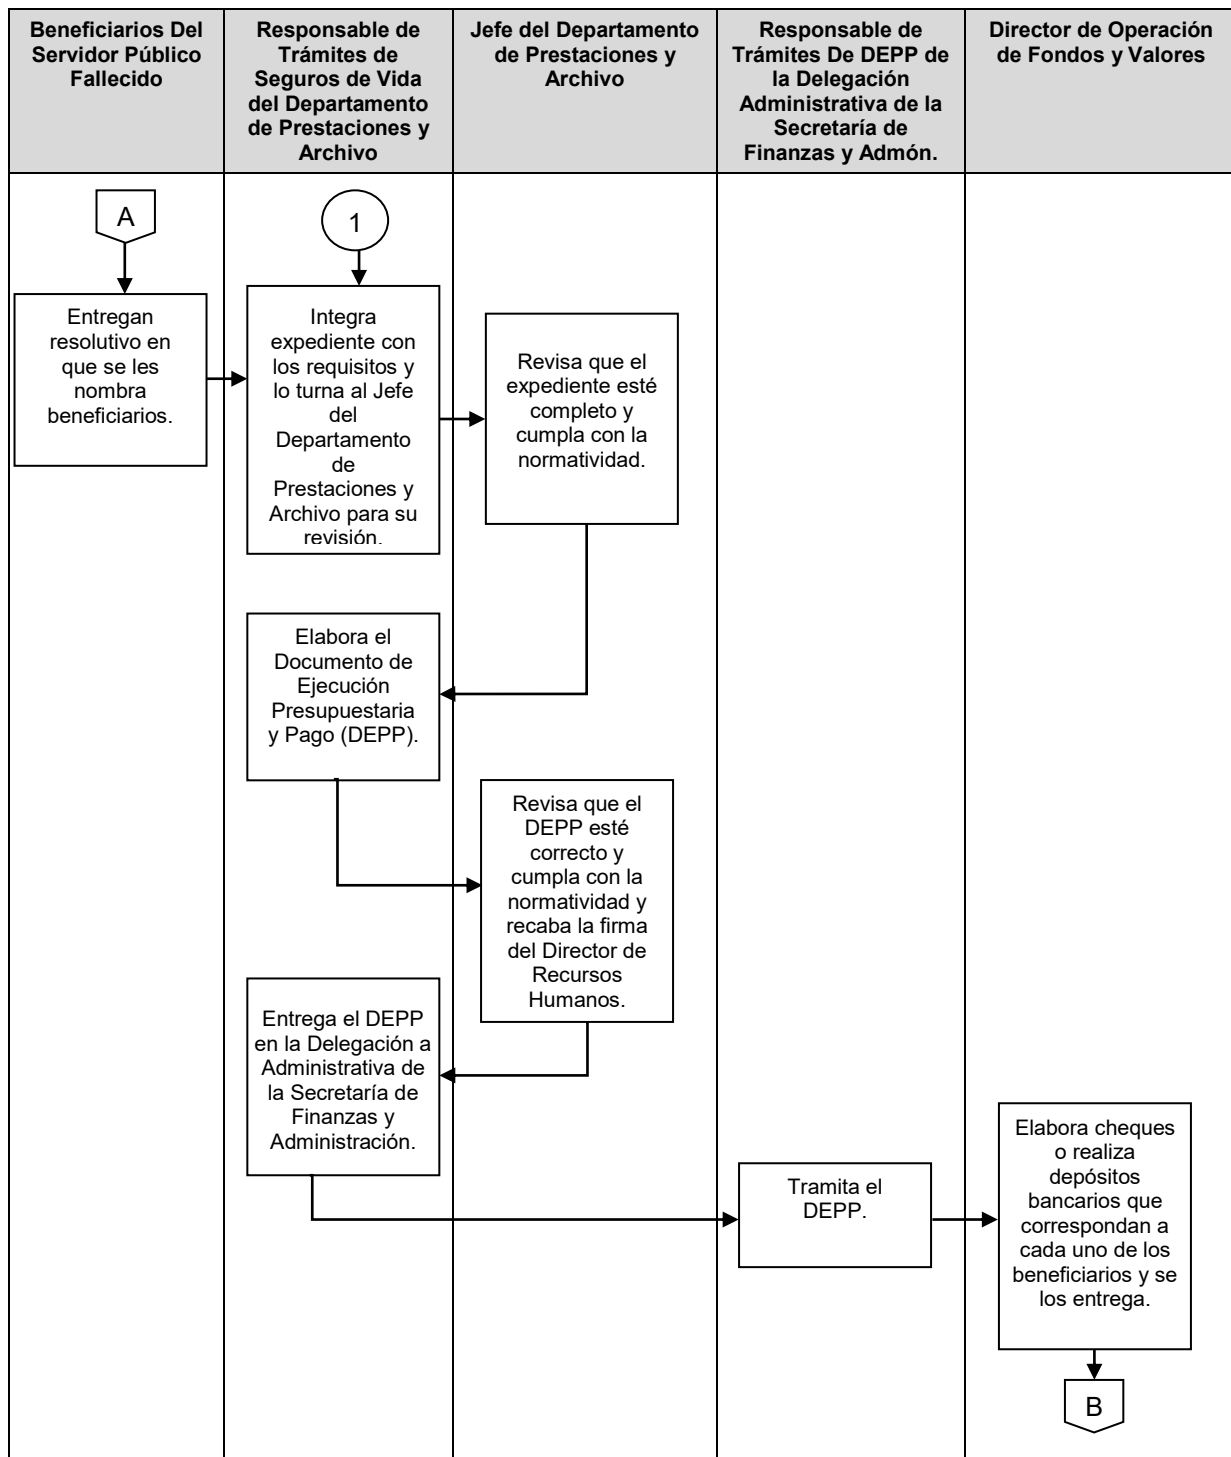 Beneficiarios Del
Servidor Público
Fallecido
Responsable de
Trámites de
Seguros de Vida
del Departamento
de Prestaciones y
Archivo
Jefe del Departamento
de Prestaciones y
Archivo
Responsable de
Trámites De DEPP de
la Delegación
Administrativa de la
Secretaría de
Finanzas y Admón.
Director de Operación
de Fondos y Valores
A
1
Entregan
resolutivo en
que se les
nombra
beneficiarios.
Integra
expediente con
los requisitos y
lo turna al Jefe
del
Departamento
de
Prestaciones y
Archivo para su
revisión.
Revisa que el
expediente esté
completo y
cumpla con la
normatividad.
Elabora el
Documento de
Ejecución
Presupuestaria
y Pago (DEPP).
Revisa que el
DEPP esté
correcto y
cumpla con la
normatividad y
recaba la firma
del Director de
Recursos
Humanos.
Entrega el DEPP
en la Delegación a
Administrativa de
la Secretaría de
Finanzas y
Administración.
Tramita el
DEPP.
Elabora cheques
o realiza
depósitos
bancarios que
correspondan a
cada uno de los
beneficiarios y se
los entrega.
B